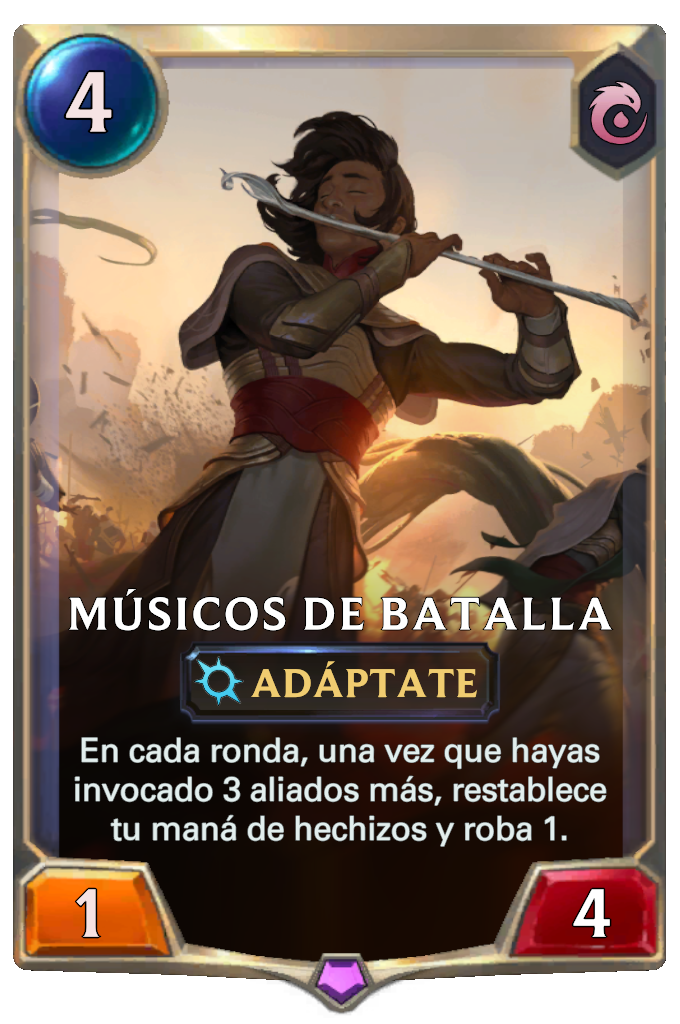 4
MÚSICOS DE BATALLA
ADÁPTATE
En cada ronda, una vez que hayas
invocado 3 aliados más, restablece
tu maná de hechizos y roba 1.
1
4